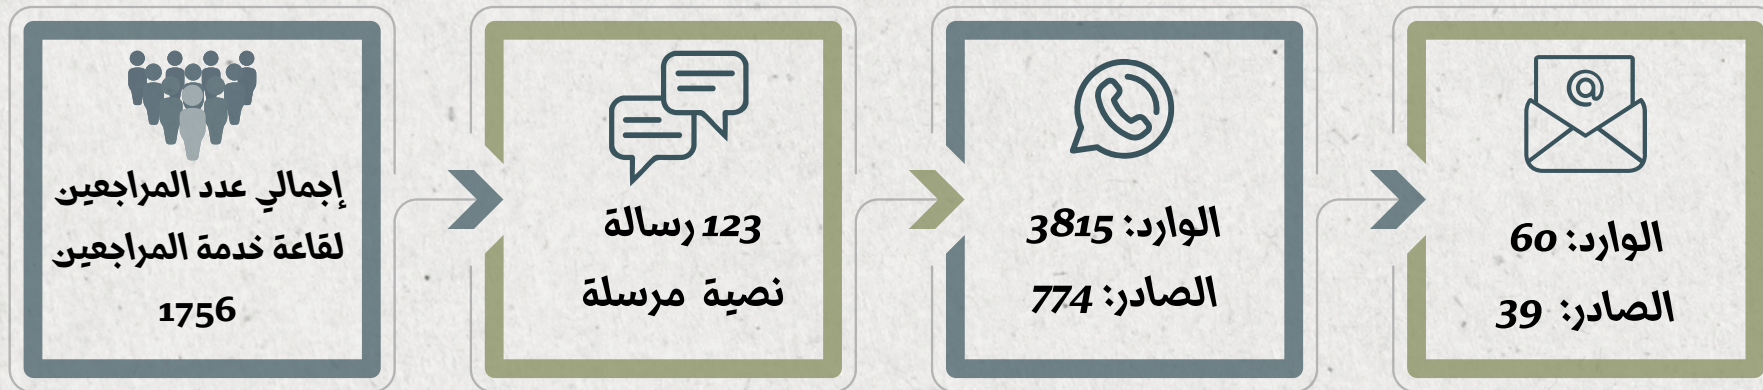 إجمالي عدد المراجعين
لقاعة خدمة المراجعين
1756
123 رسالة
نصية مرسلة
الوارد: 3815
الصادر: 774
الوارد: 60
الصادر: 39